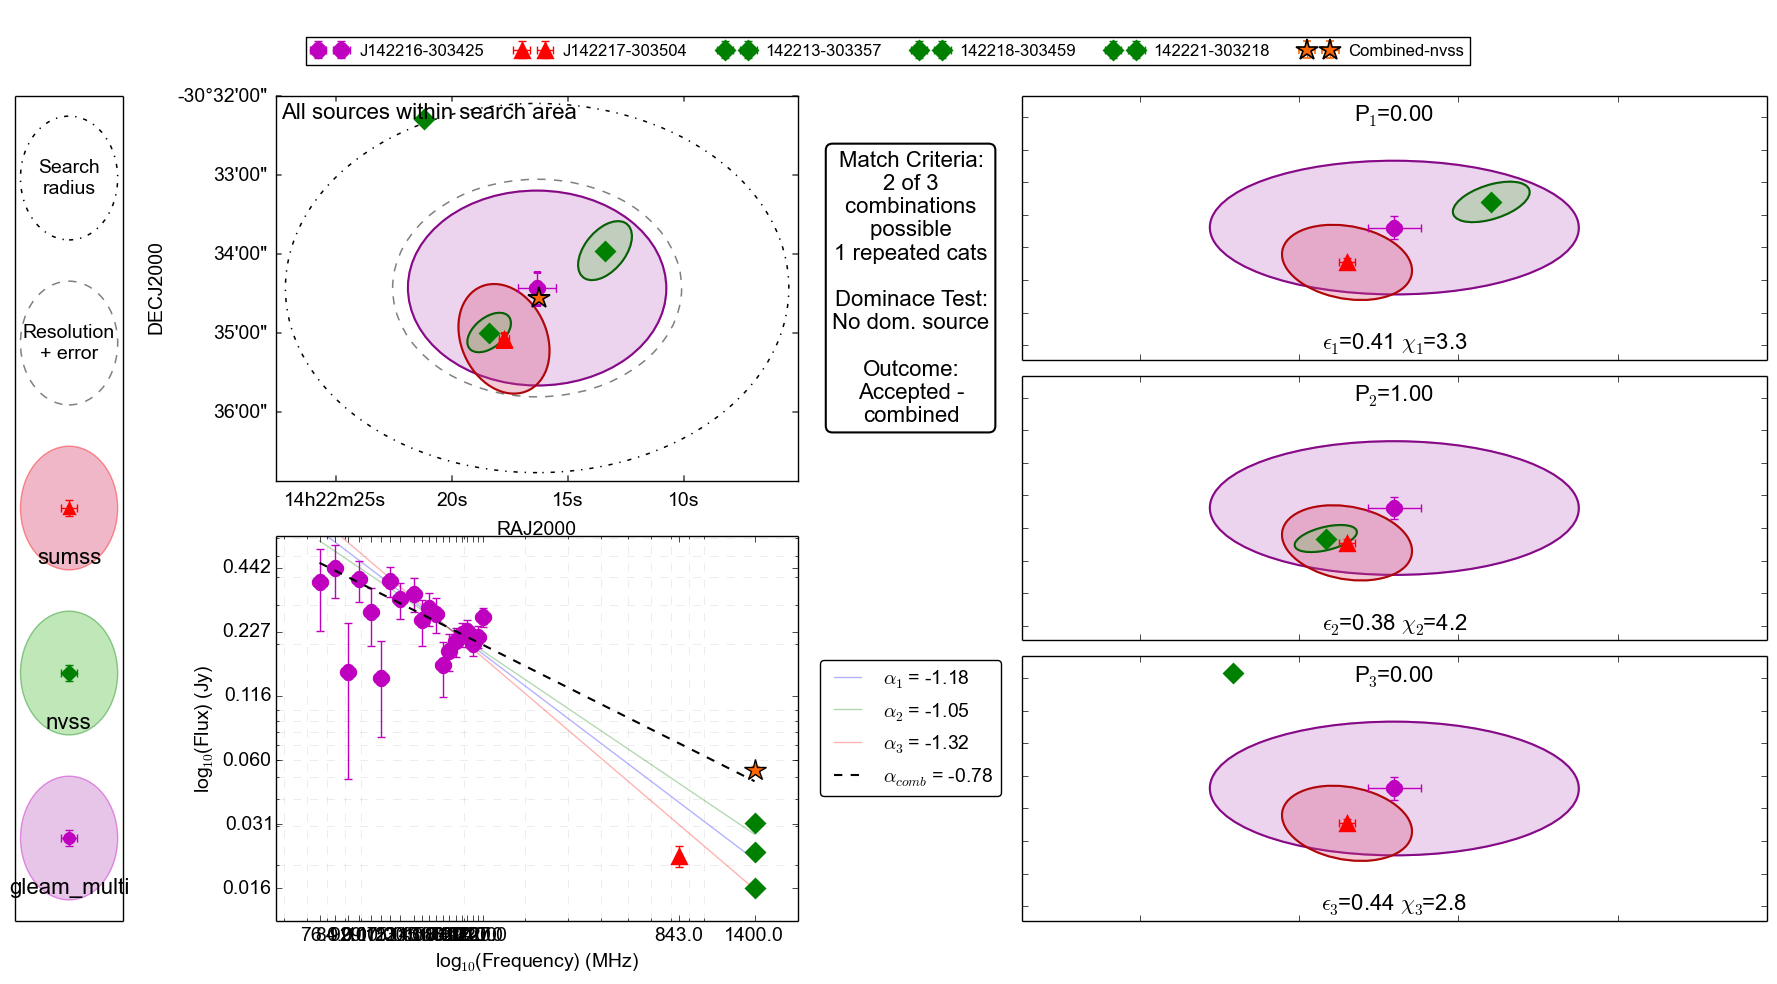 J142216-303425 J142217-303504 142213-303357 142218-303459 142221-303218 Combined-nvss
Search
radius
Resolution
+ error
sumss
nvss
gleam_multi
All sources within search area
-30°32'00"
33'00"
34'00"
35'00"
36'00"
DECJ2000
14h22m25s 20s 15s 10s
RAJ2000
Match Criteria:
2 of 3
combinations
possible
1 repeated cats
Dominace Test:
No dom. source
Outcome:
Accepted -
combined
P1=0.00
ϵ1=0.41 χ1=3.3
P2=1.00
ϵ2=0.38 χ2=4.2
P3=0.00
ϵ3=0.44 χ3=2.8
0.442
0.227
0.116
0.060
0.031
0.016
log10(Flux) (Jy)
843.0 1400.0
log10(Frequency) (MHz)
α1 = -1.18
α2 = -1.05
α3 = -1.32
αcomb = -0.78